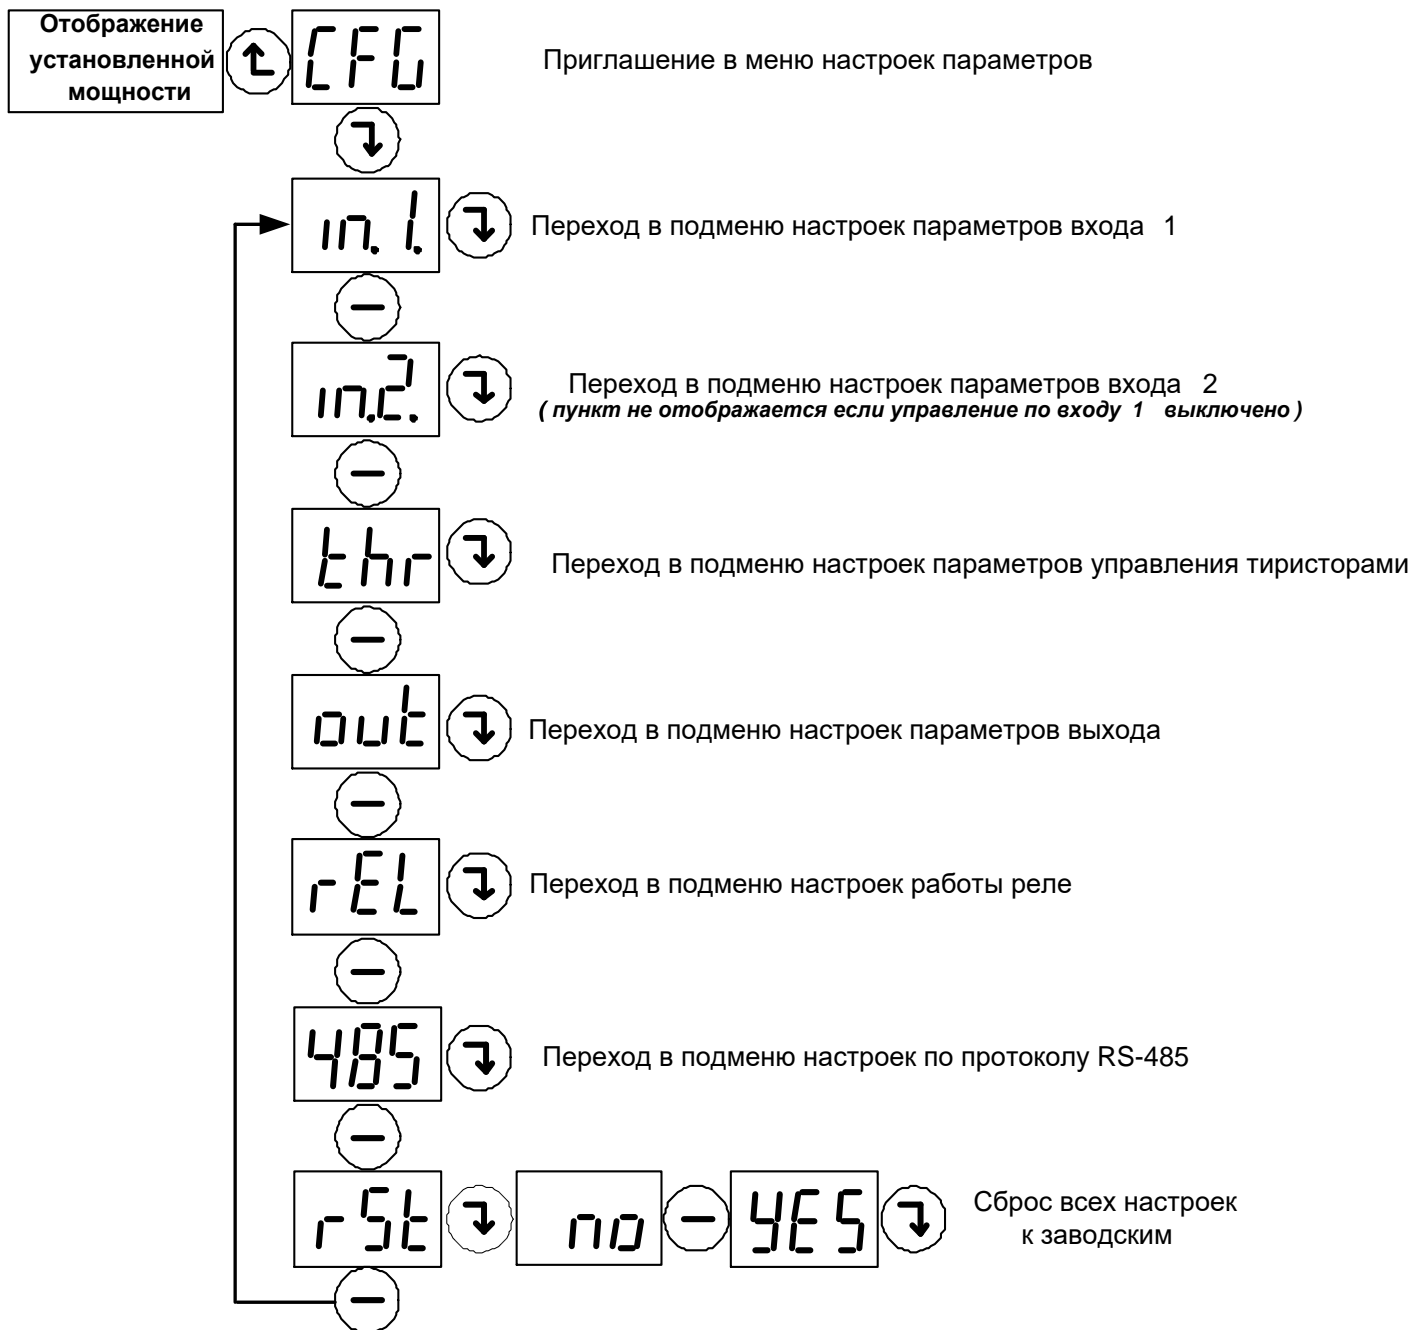 Отображение
установленной
мощности
CFG
Приглашение в меню настроек параметров
in.1.
Переход в подменю настроек параметров входа 1
in.2.
Переход в подменю настроек параметров входа 2
( пункт не отображается если управление по входу 1 выключено )
thr
Переход в подменю настроек параметров управления тиристорами
out
Переход в подменю настроек параметров выхода
rEL
Переход в подменю настроек работы реле
485
Переход в подменю настроек по протоколу RS-485
rSt
no
YES
Сброс всех настроек
к заводским